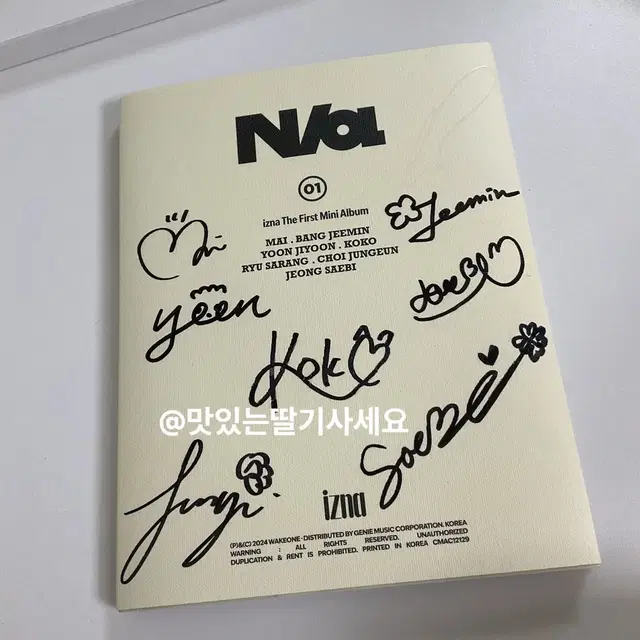 N/a
01
izna The First Mini Album
MAI . BANG JEEMIN
YOON JIYOON . KOKO
RYU SARANG . CHOI JUNGEUN
JEONG SAEBI
Mai
Jeemin
yoon
Koko
@맛있는딸기사세요
izna
(P)&(C) 2024 WAKEONE · DISTRIBUTED BY GENIE MUSIC CORPORATION. KOREA
WARNING : ALL RIGHTS RESERVED. UNAUTHORIZED
DUPLICATION & RENT IS PROHIBITED. PRINTED IN KOREA CMAC12129